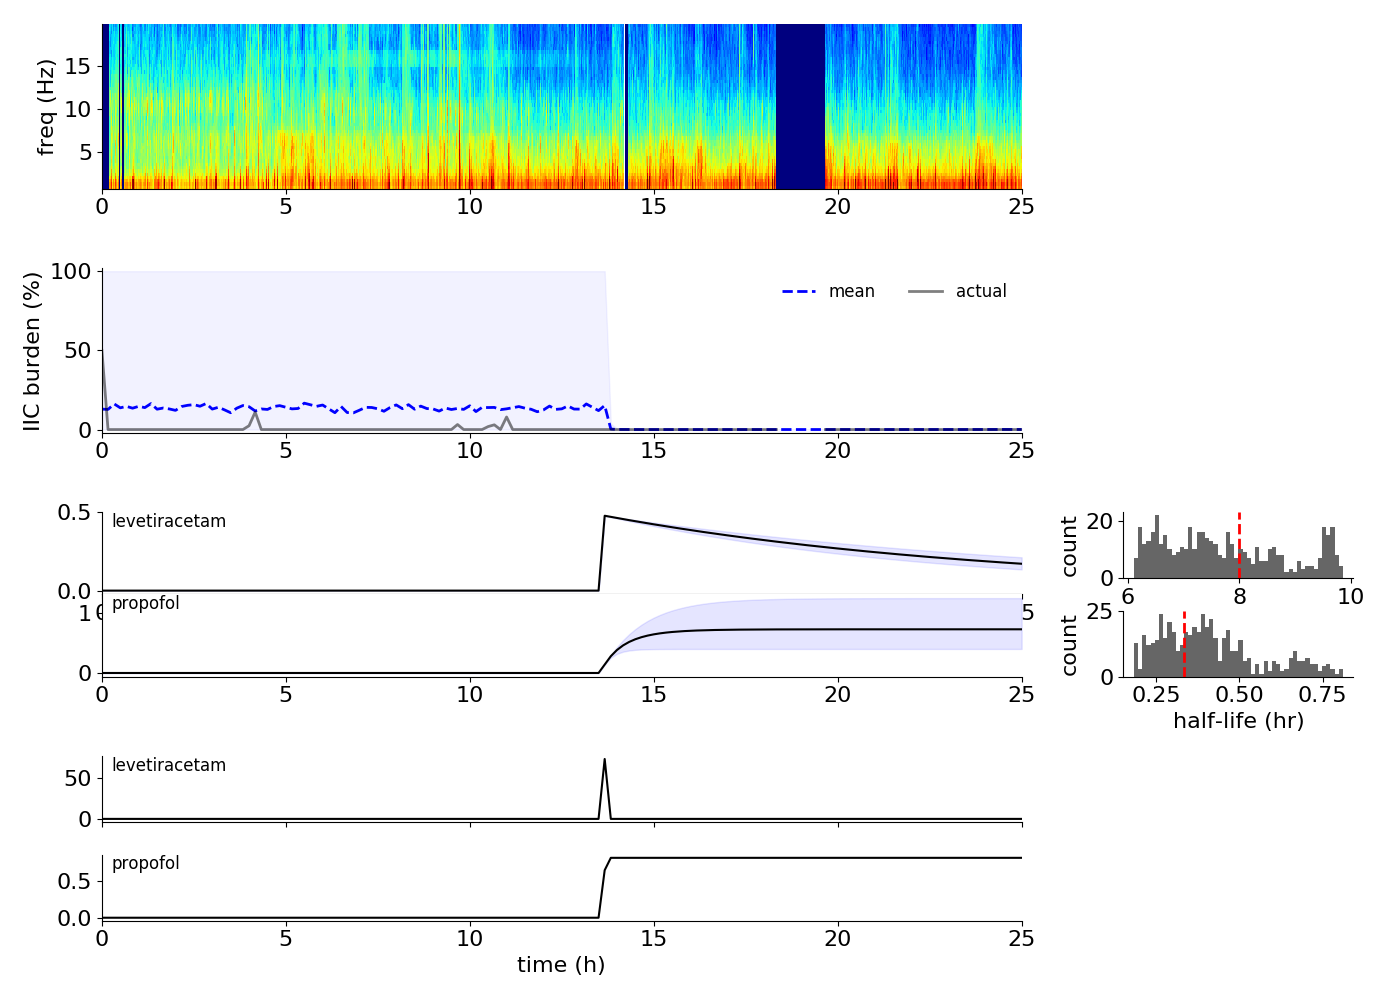 freq (Hz)
15
10
5
0 5 10 15 20 25
IIC burden (%)
100
50
0
mean actual
0 5 10 15 20 25
0.5
levetiracetam
0.0
propofol
0
0 5 10 15 20 25
count
20
0
6 8 10
count
25
0
0.25 0.50 0.75
half-life (hr)
levetiracetam
50
0
propofol
0.5
0.0
0 5 10 15 20 25
time (h)